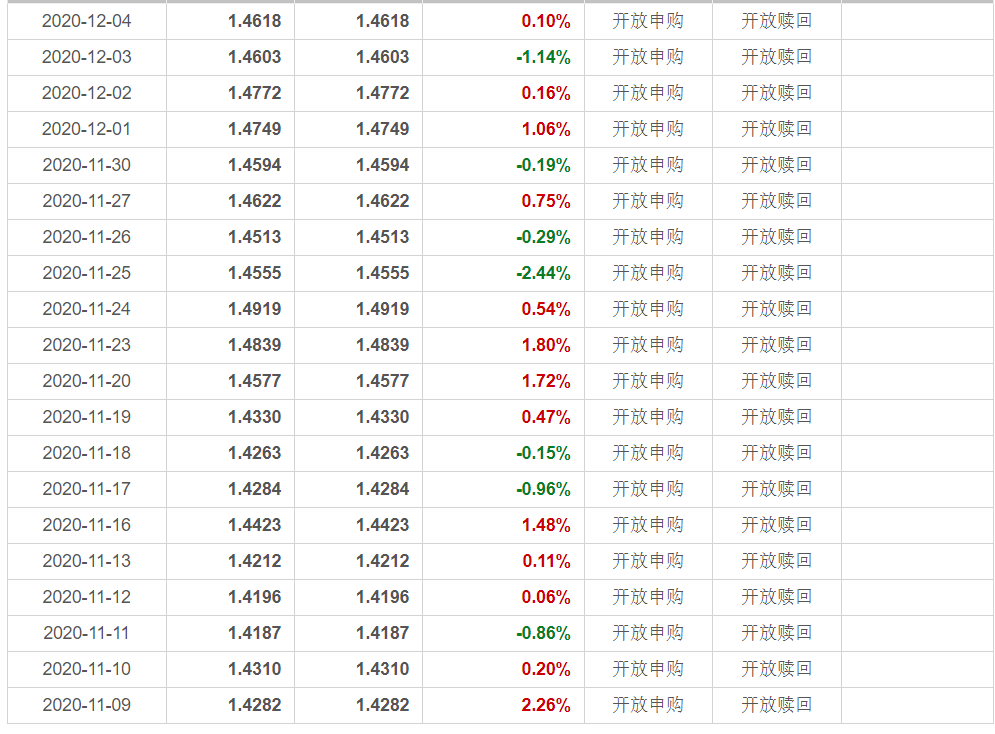 2020-12-04 1.4618 1.4618 0.10% 开放申购 开放赎回
2020-12-03 1.4603 1.4603 -1.14% 开放申购 开放赎回
2020-12-02 1.4772 1.4772 0.16% 开放申购 开放赎回
2020-12-01 1.4749 1.4749 1.06% 开放申购 开放赎回
2020-11-30 1.4594 1.4594 -0.19% 开放申购 开放赎回
2020-11-27 1.4622 1.4622 0.75% 开放申购 开放赎回
2020-11-26 1.4513 1.4513 -0.29% 开放申购 开放赎回
2020-11-25 1.4555 1.4555 -2.44% 开放申购 开放赎回
2020-11-24 1.4919 1.4919 0.54% 开放申购 开放赎回
2020-11-23 1.4839 1.4839 1.80% 开放申购 开放赎回
2020-11-20 1.4577 1.4577 1.72% 开放申购 开放赎回
2020-11-19 1.4330 1.4330 0.47% 开放申购 开放赎回
2020-11-18 1.4263 1.4263 -0.15% 开放申购 开放赎回
2020-11-17 1.4284 1.4284 -0.96% 开放申购 开放赎回
2020-11-16 1.4423 1.4423 1.48% 开放申购 开放赎回
2020-11-13 1.4212 1.4212 0.11% 开放申购 开放赎回
2020-11-12 1.4196 1.4196 0.06% 开放申购 开放赎回
2020-11-11 1.4187 1.4187 -0.86% 开放申购 开放赎回
2020-11-10 1.4310 1.4310 0.20% 开放申购 开放赎回
2020-11-09 1.4282 1.4282 2.26% 开放申购 开放赎回